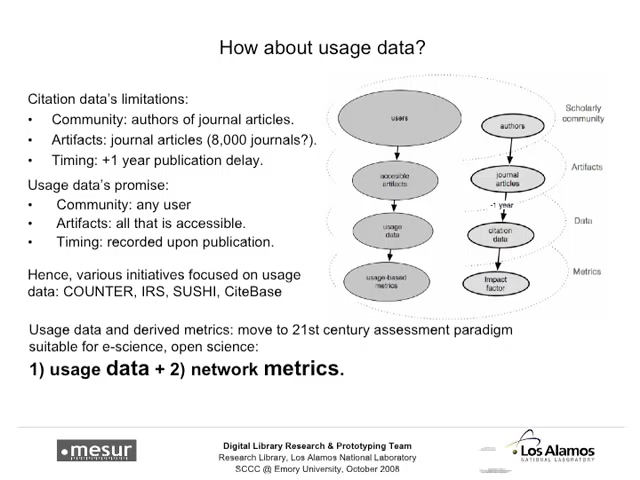 How about usage data?
Citation data's limitations:
• Community: authors of journal articles.
• Artifacts: journal articles (8,000 journals?).
• Timing: +1 year publication delay.
Usage data's promise:
• Community: any user
• Artifacts: all that is accessible.
• Timing: recorded upon publication.
Hence, various initiatives focused on usage
data: COUNTER, IRS, SUSHI, CiteBase
users
authors
Scholarly
community
accesible
artifacts
journal
articles
Artifacts
~1 year
usage
data
citation
data
Data
usage-based
metrics
Impact
factor
Metrics
Usage data and derived metrics: move to 21st century assessment paradigm
suitable for e-science, open science:
1) usage data + 2) network metrics.
mesur
Digital Library Research & Prototyping Team
Research Library, Los Alamos National Laboratory
SCCC @ Emory University, October 2008
Los Alamos
NATIONAL LABORATORY